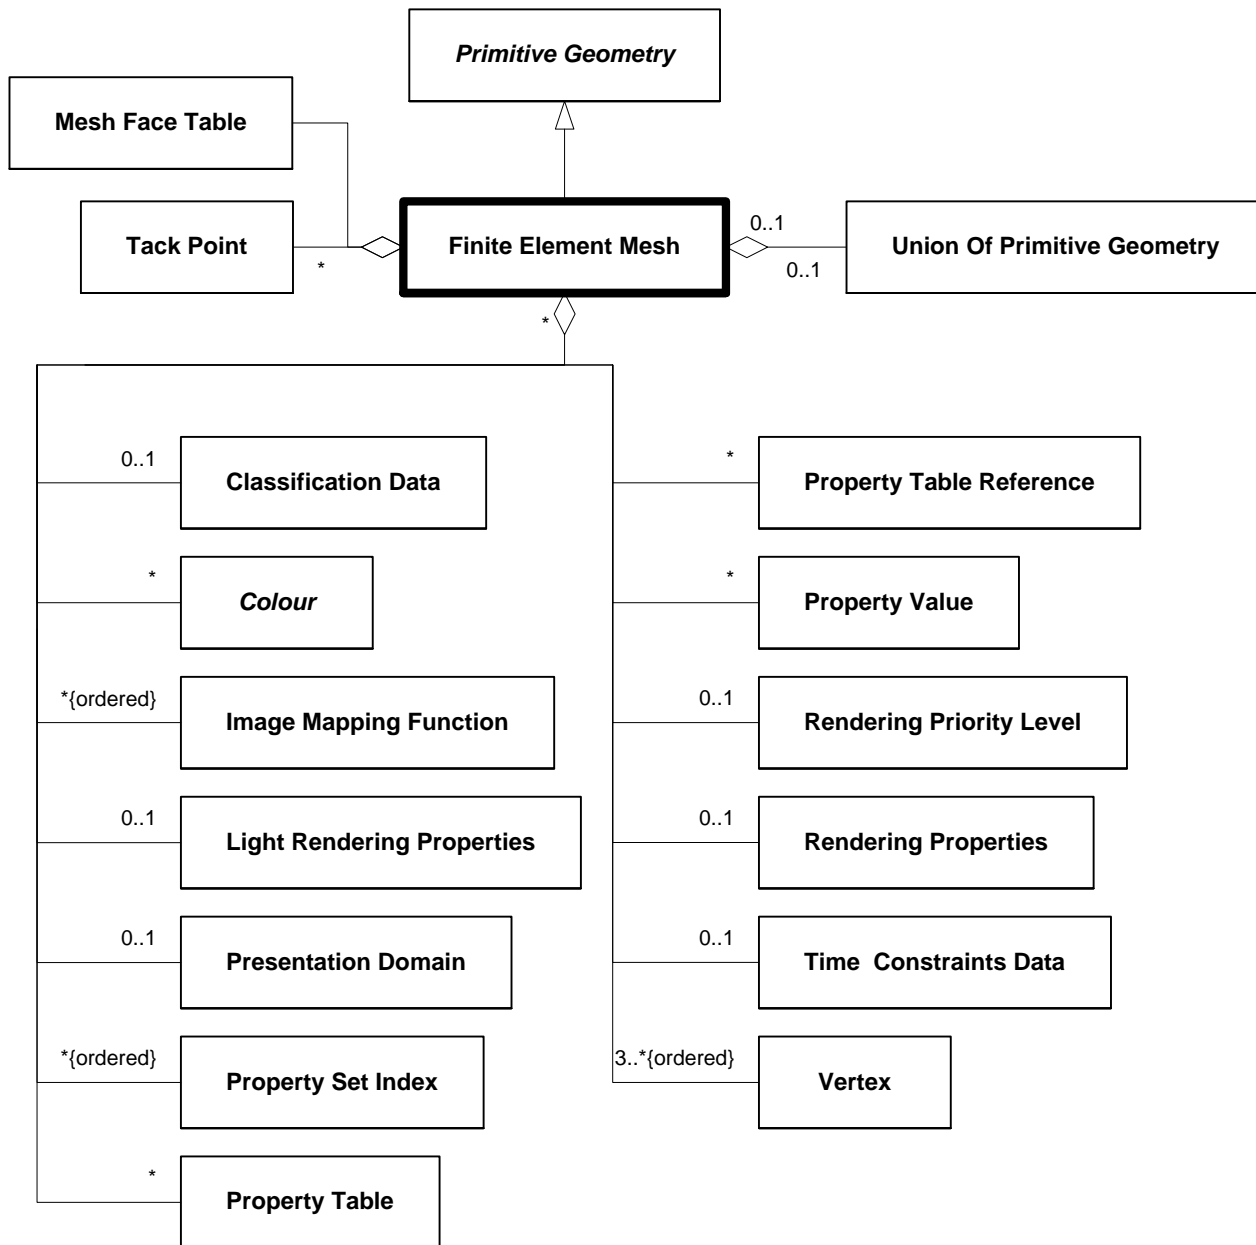 Primitive Geometry
Mesh Face Table
Tack Point
*
Finite Element Mesh
0..1
0..1
Union Of Primitive Geometry
*
0..1
Classification Data
*
Property Table Reference
*
Colour
*
Property Value
*{ordered}
Image Mapping Function
0..1
Rendering Priority Level
0..1
Light Rendering Properties
0..1
Rendering Properties
0..1
Presentation Domain
0..1
Time  Constraints Data
*{ordered}
Property Set Index
3..*{ordered}
Vertex
*
Property Table